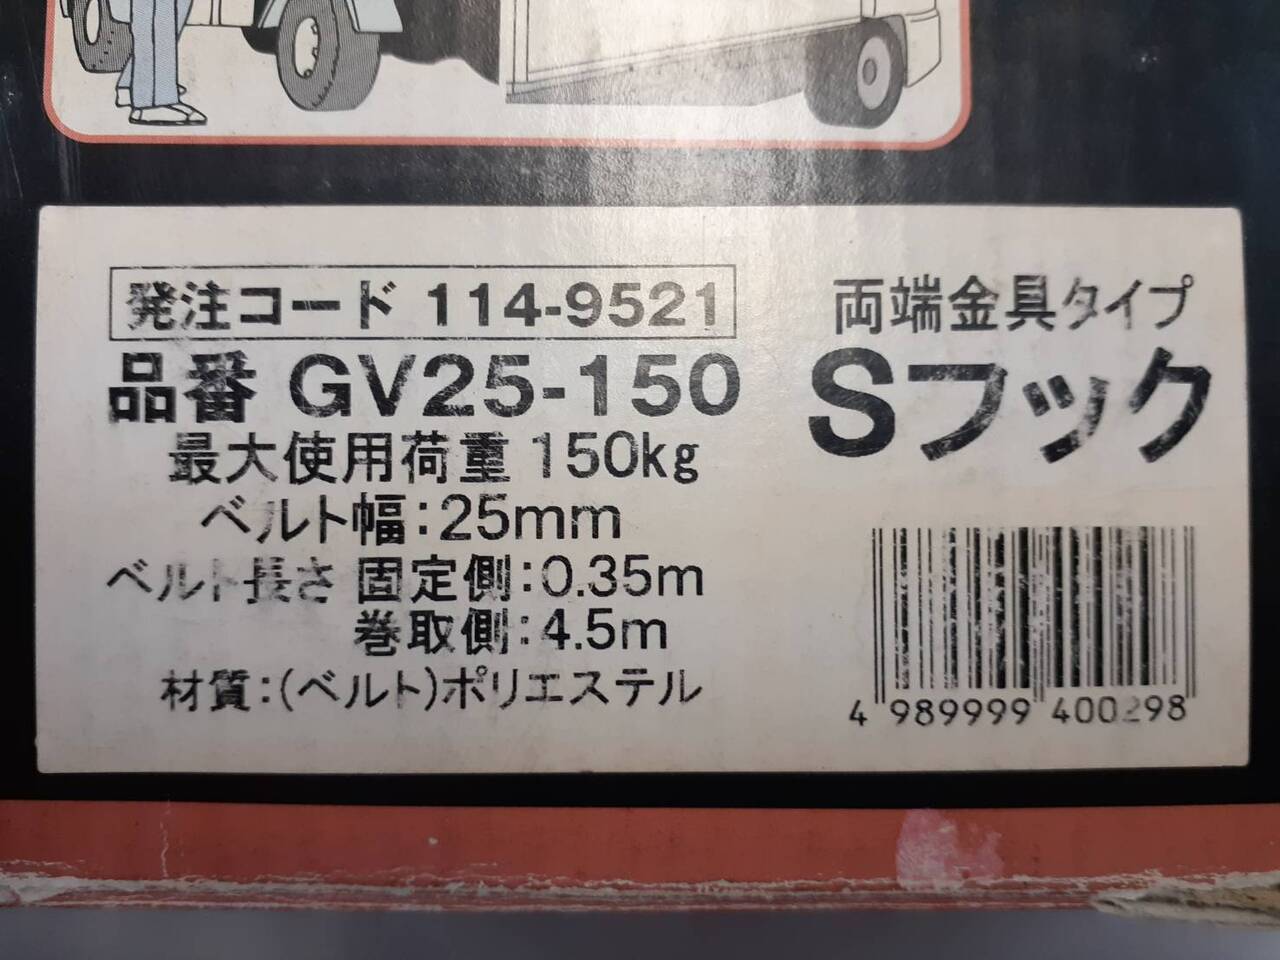 発注コード 114-9521
品番 GV25-150
最大使用荷重 150kg
ベルト幅:25mm
ベルト長さ 固定側:0.35m
巻取側:4.5m
材質:(ベルト)ポリエステル
両端金具タイプ
Sフック
4 989999 400298